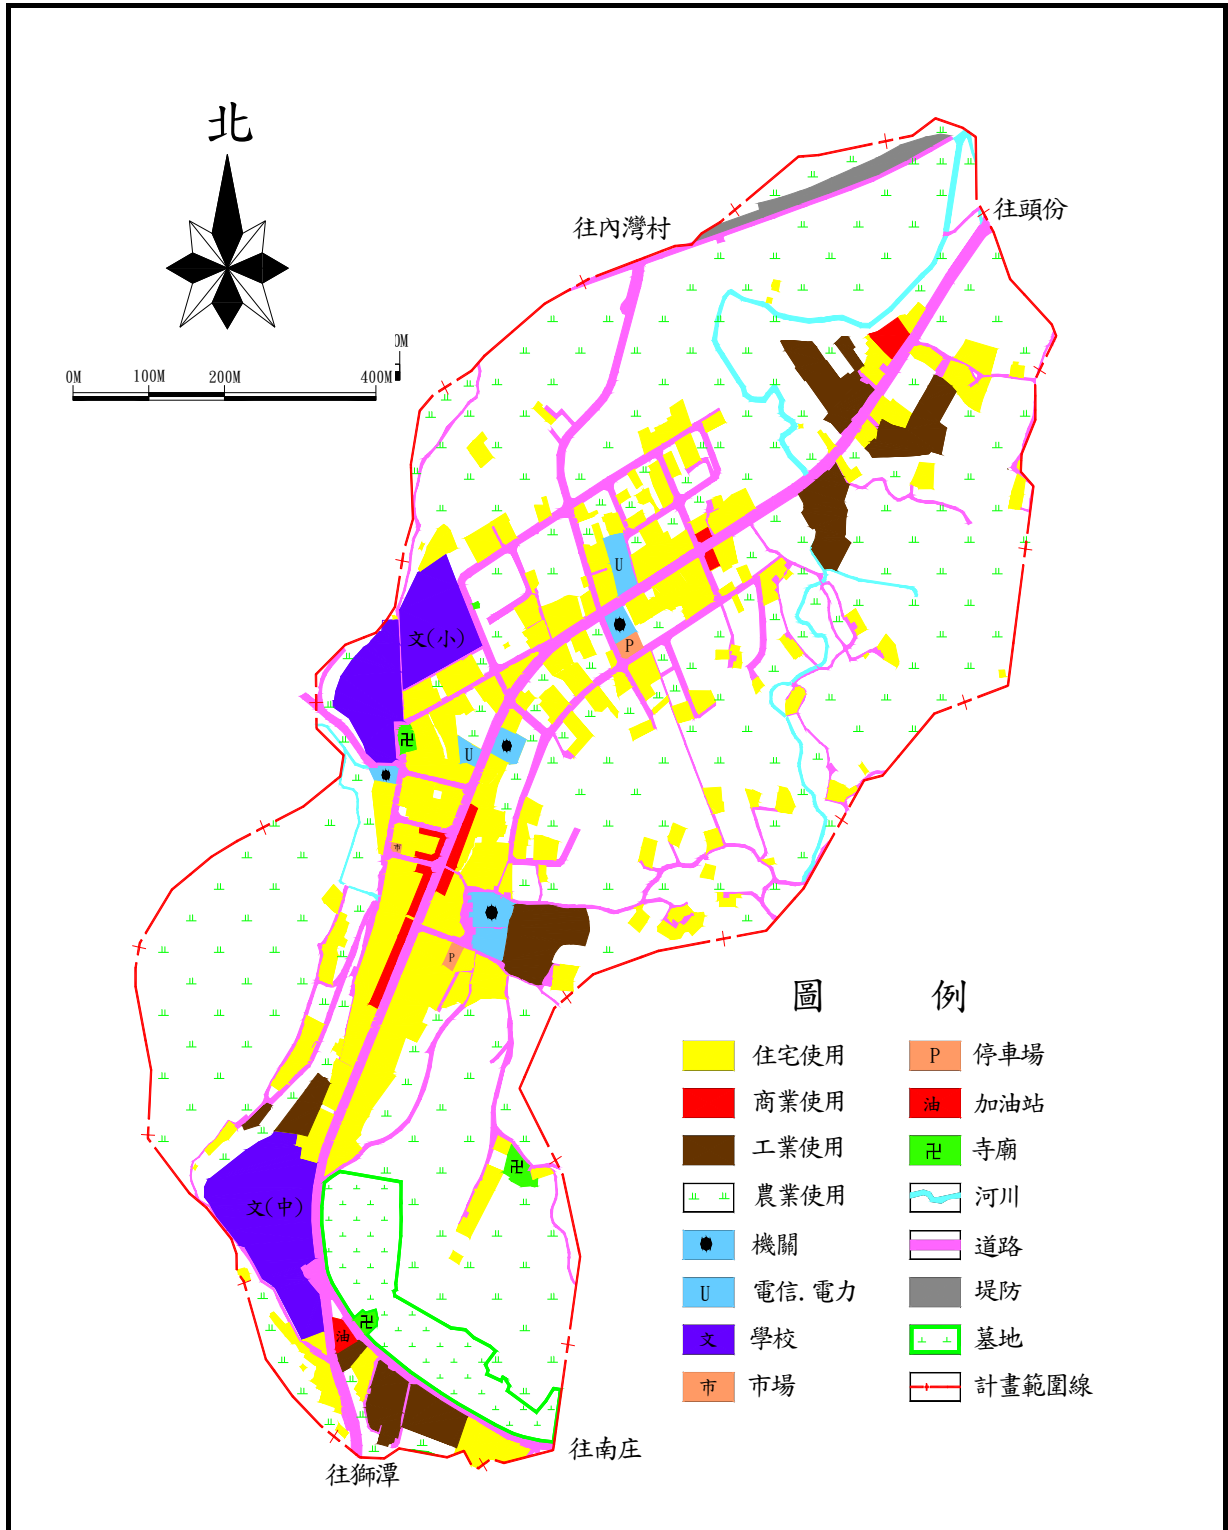 北
往頭份
往內灣村
0M
0M 100M 200M 400M
U
文(小)
P
卍
U
市
P
圖例
住宅使用
P 停車場
商業使用
油 加油站
工業使用
卍 寺廟
農業使用
河川
機關
道路
U 電信.電力
堤防
文 學校
墓地
市 市場
計畫範圍線
卍
文(中)
卍
油
往南庄
往獅潭